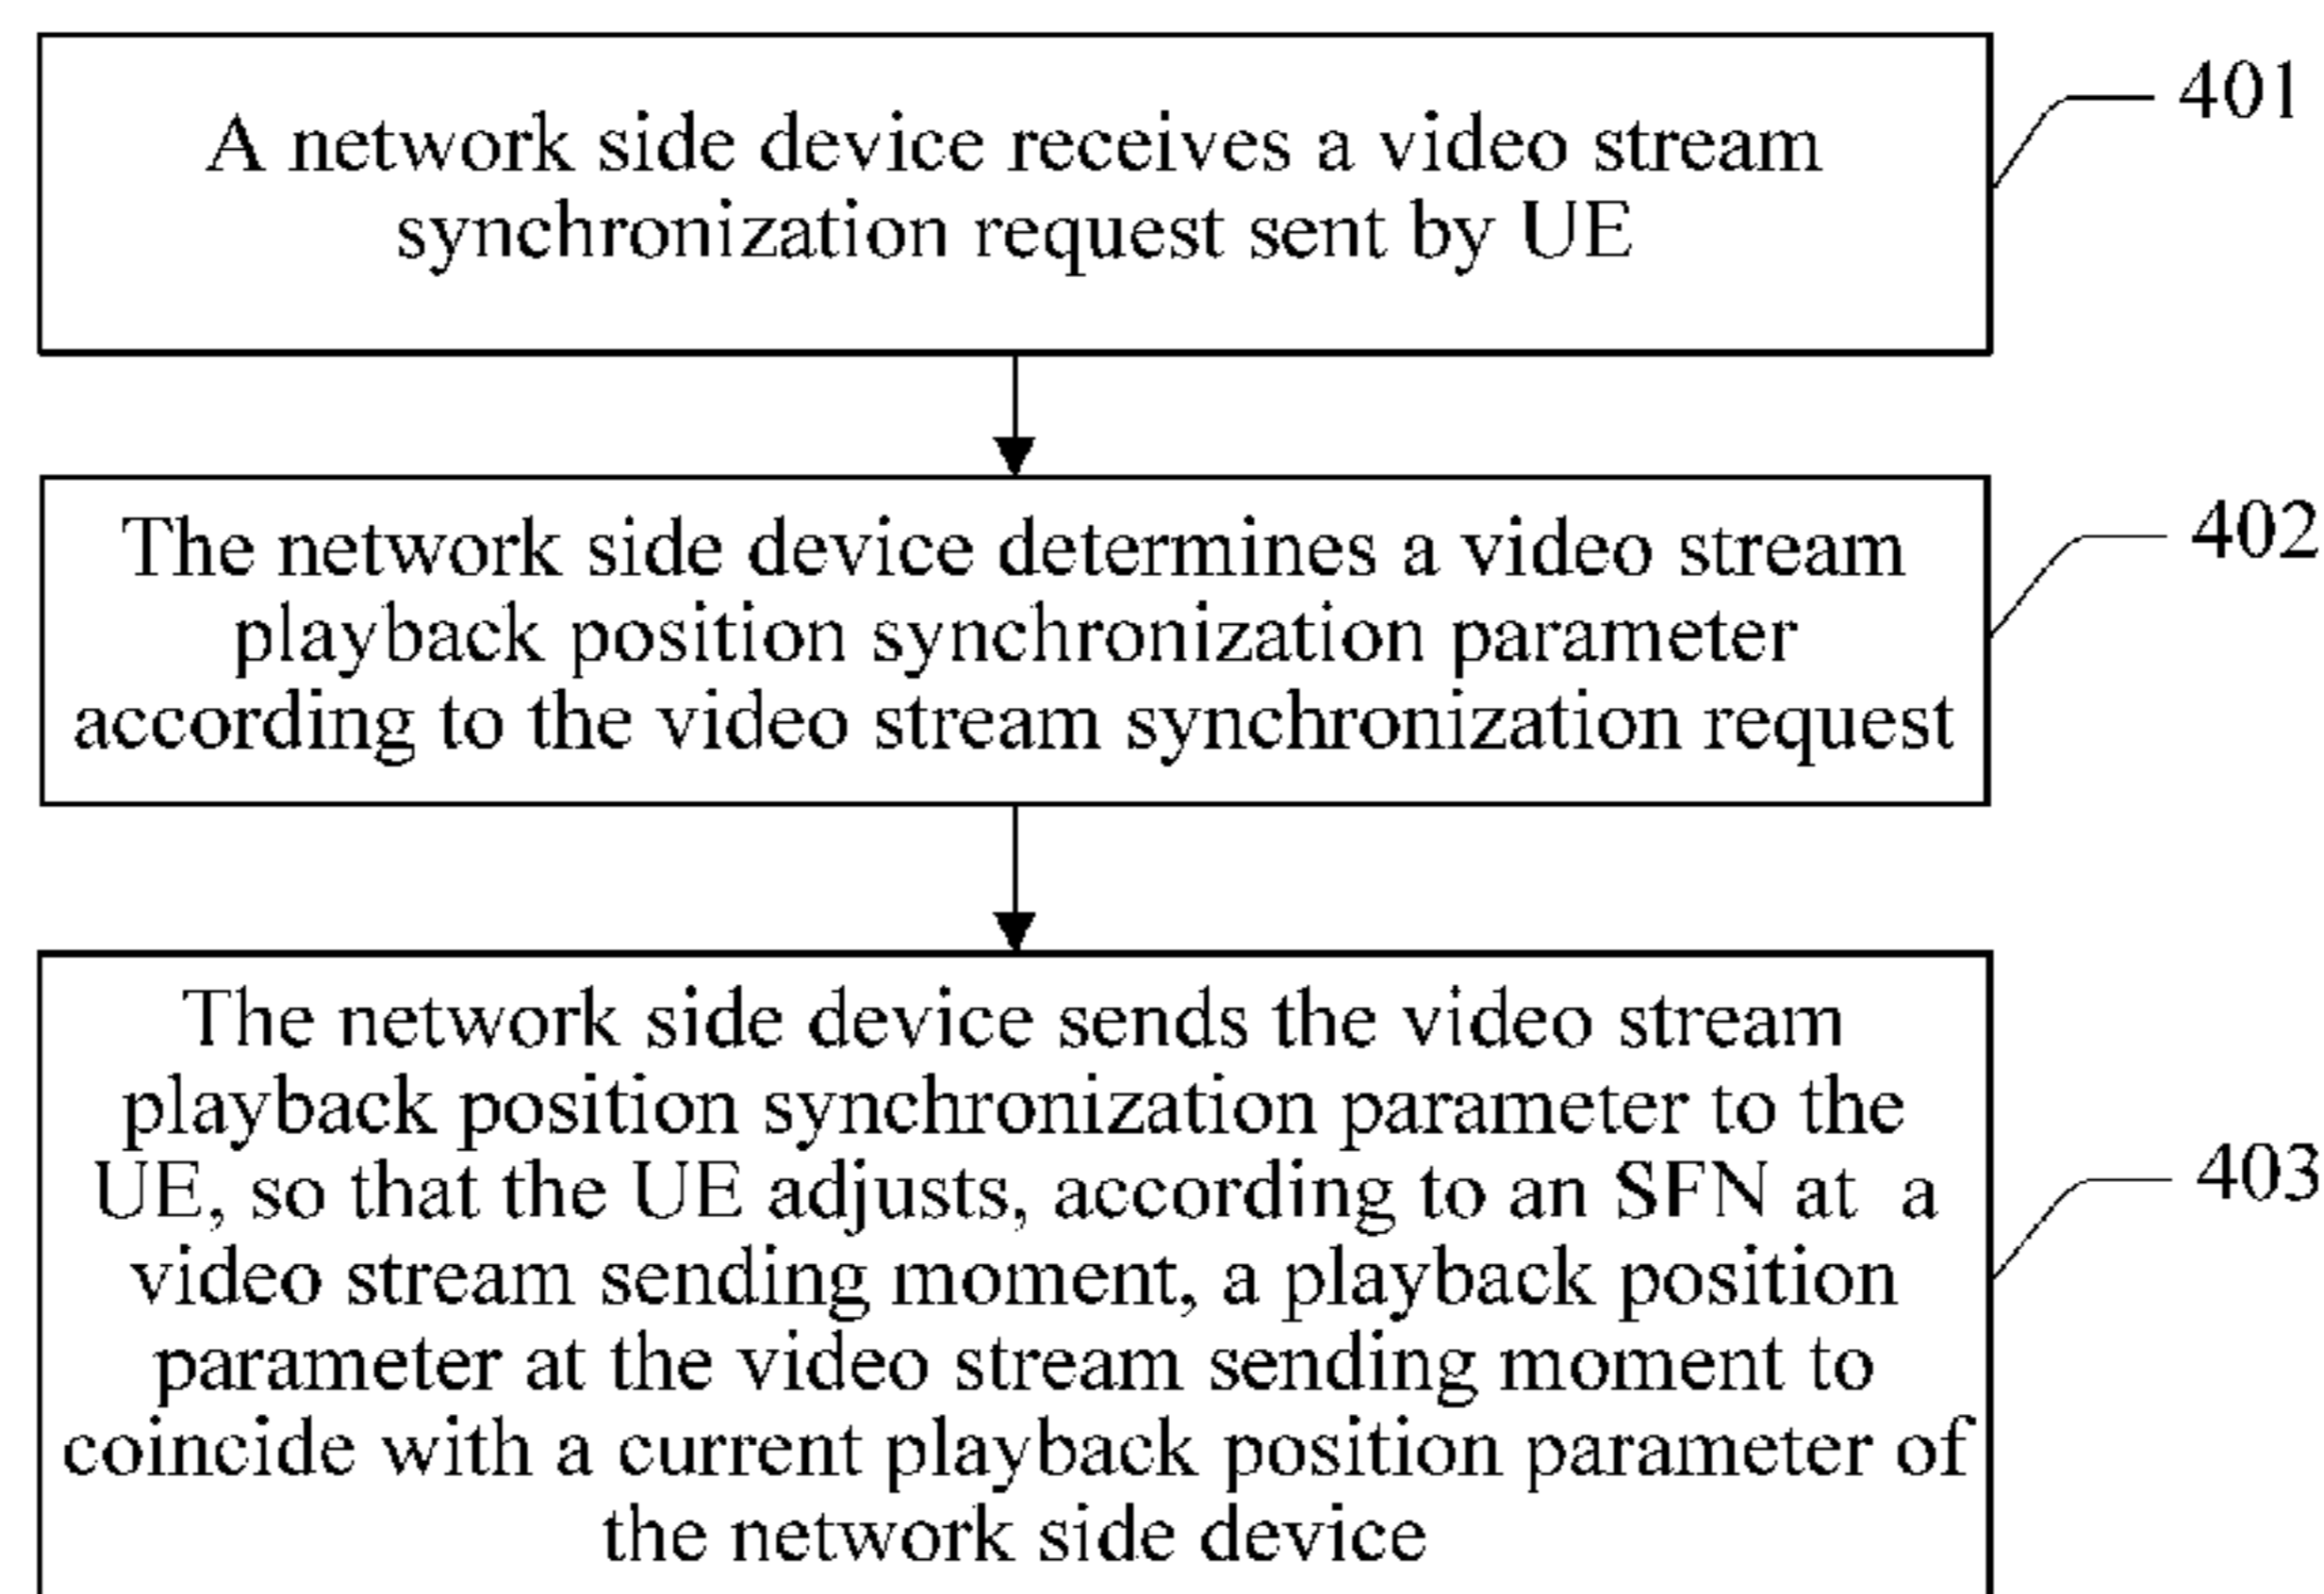 A network side device receives a video stream
synchronization request sent by UE
401
The network side device determines a video stream
playback position synchronization parameter
according to the video stream synchronization request
402
The network side device sends the video stream
playback position synchronization parameter to the
UE, so that the UE adjusts, according to an SFN at a
video stream sending moment, a playback position
parameter at the video stream sending moment to
coincide with a current playback position parameter of
the network side device
403